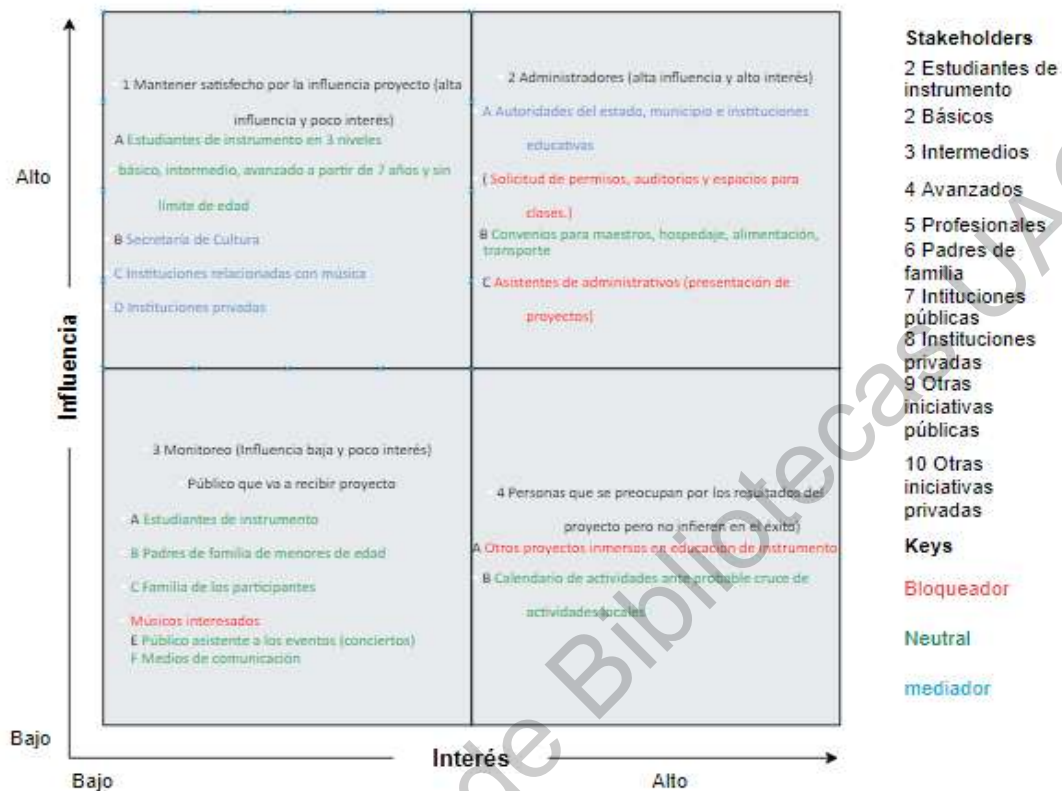 Alto
Influencia
Bajo
1 Mantener satisfecho por la influencia proyecto (alta
influencia y poco interés)
A Estudiantes de instrumento en 3 niveles
básico, intermedio, avanzado a partir de 7 años y sin
límite de edad
B Secretaría de Cultura
C Instituciones relacionadas con música
D Instituciones privadas
2 Administradores (alta influencia y alto interés)
A Autoridades del estado, municipio e instituciones
educativas
( Solicitud de permisos, auditorios y espacios para
clases.)
B Convenios para maestros, hospedaje, alimentación,
transporte
C Asistentes de administrativos (presentación de
proyectos)
3 Monitoreo (Influencia baja y poco interés)
Público que va a recibir proyecto
A Estudiantes de instrumento
B Padres de familia de menores de edad
C Familia de los participantes
Músicos interesados
E Público asistente a los eventos (conciertos)
F Medios de comunicación
4 Personas que se preocupan por los resultados del
proyecto pero no infieren en el éxito)
A Otros proyectos inmersos en educación de instrumento
B Calendario de actividades ante probable cruce de
actividades locales
Interés
Bajo
Alto
Stakeholders
2 Estudiantes de
instrumento
2 Básicos
3 Intermedios
4 Avanzados
5 Profesionales
6 Padres de
familia
7 Intituciones
públicas
8 Instituciones
privadas
9 Otras
iniciativas
públicas
10 Otras
iniciativas
privadas
Keys
Bloqueador
Neutral
mediador
de Bibliotecas UAQ